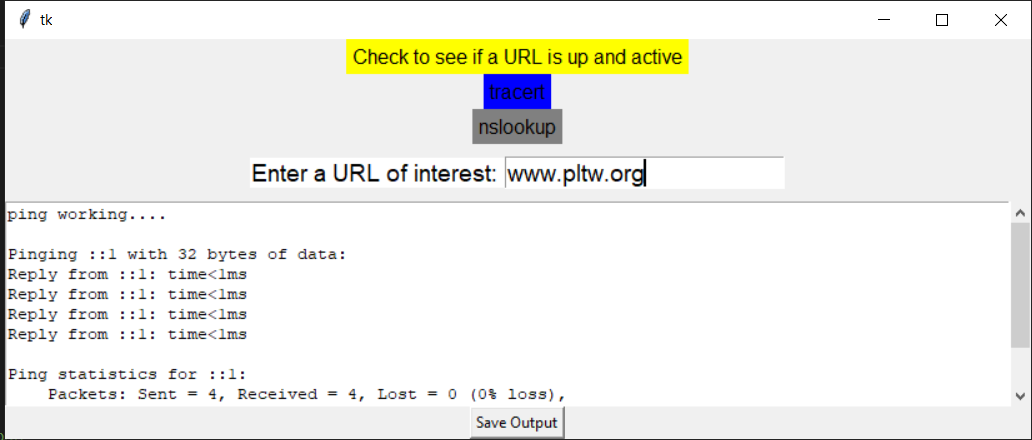 tk
Check to see if a URL is up and active
tracert
nslookup
Enter a URL of interest: www.pltw.org
ping working....
Pinging ::1 with 32 bytes of data:
Reply from ::1: time<1ms
Reply from ::1: time<1ms
Reply from ::1: time<1ms
Reply from ::1: time<1ms
Ping statistics for ::1:
    Packets: Sent = 4, Received = 4, Lost = 0 (0% loss),
Save Output